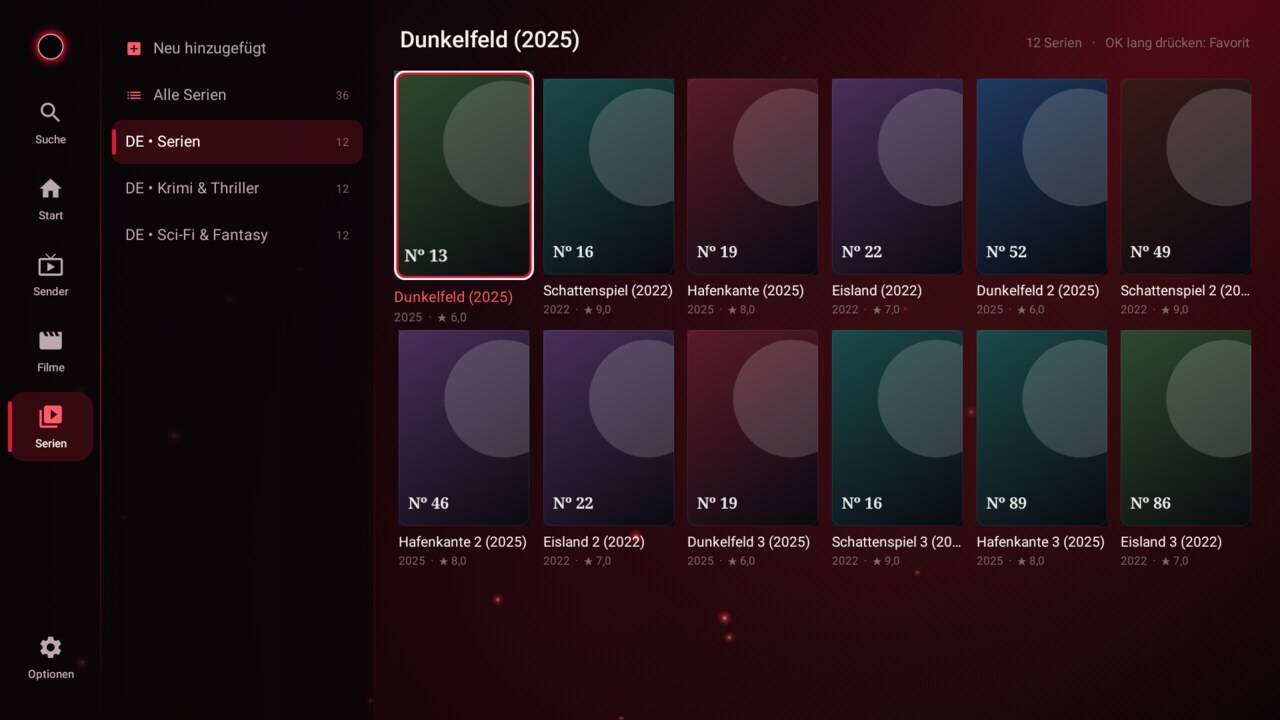 Suche
Start
Sender
Filme
Serien
Optionen
Neu hinzugefügt
Alle Serien 36
DE • Serien 12
DE • Krimi & Thriller 12
DE • Sci-Fi & Fantasy 12
Dunkelfeld (2025)
12 Serien · OK lang drücken: Favorit
Nº 13
Nº 16
Nº 19
Nº 22
Nº 52
Nº 49
Dunkelfeld (2025)
2025 · ★ 6,0
Schattenspiel (2022)
2022 · ★ 9,0
Hafenkante (2025)
2025 · ★ 8,0
Eisland (2022)
2022 · ★ 7,0
Dunkelfeld 2 (2025)
2025 · ★ 6,0
Schattenspiel 2 (20...
2022 · ★ 9,0
Nº 46
Nº 22
Nº 19
Nº 16
Nº 89
Nº 86
Hafenkante 2 (2025)
2025 · ★ 8,0
Eisland 2 (2022)
2022 · ★ 7,0
Dunkelfeld 3 (2025)
2025 · ★ 6,0
Schattenspiel 3 (20...
2022 · ★ 9,0
Hafenkante 3 (2025)
2025 · ★ 8,0
Eisland 3 (2022)
2022 · ★ 7,0